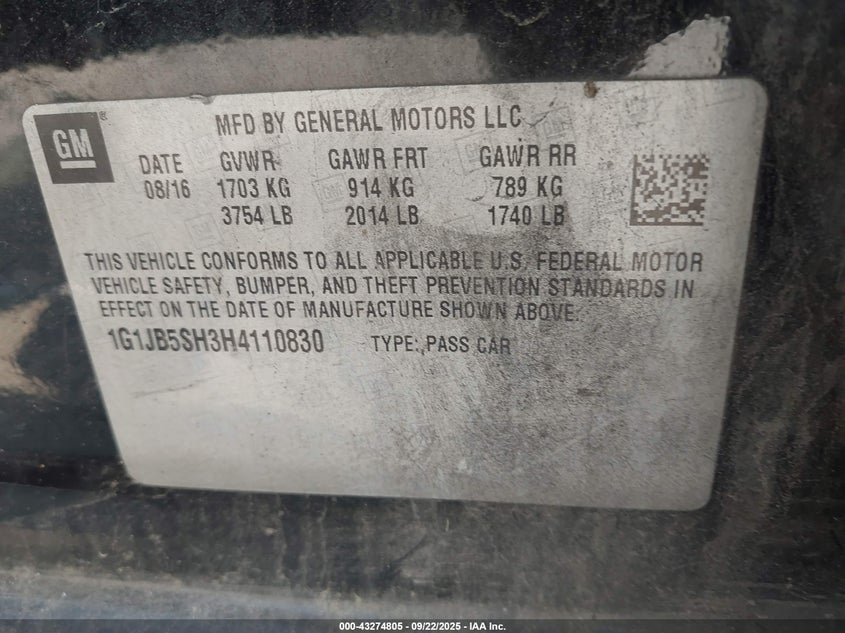 GM
MFD BY GENERAL MOTORS LLC
DATE GVWR GAWR FRT GAWR RR
08/16 1703 KG 914 KG 789 KG
3754 LB 2014 LB 1740 LB
THIS VEHICLE CONFORMS TO ALL APPLICABLE U.S. FEDERAL MOTOR
VEHICLE SAFETY, BUMPER, AND THEFT PREVENTION STANDARDS IN
EFFECT ON THE DATE OF MANUFACTURE SHOWN ABOVE.
1G1JB5SH3H4110830 TYPE: PASS CAR
000-43274805 - 09/22/2025 - IAA Inc.